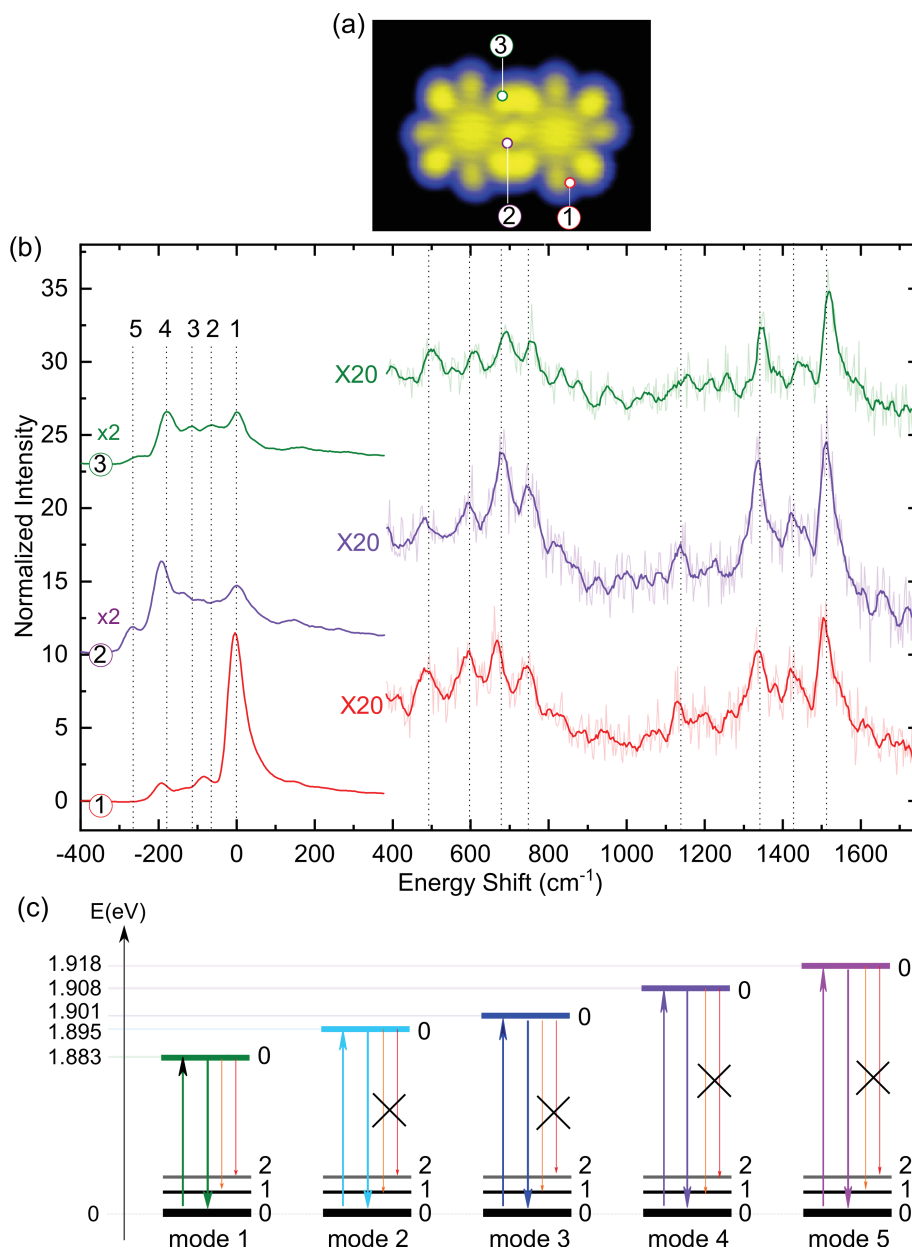 (a)
3
2
1
(b)
Normalized Intensity
35
30
25
20
15
10
5
0
5 4 3 2 1
x2
3
X20
x2
2
X20
1
X20
-400 -200 0 200 400 600 800 1000 1200 1400 1600
Energy Shift (cm-1)
(c)
E(eV)
1.918
1.908
1.901
1.895
1.883
0
0 0 0 0 0
2 2 2 2 2
1 1 1 1 1
0 0 0 0 0
mode 1 mode 2 mode 3 mode 4 mode 5